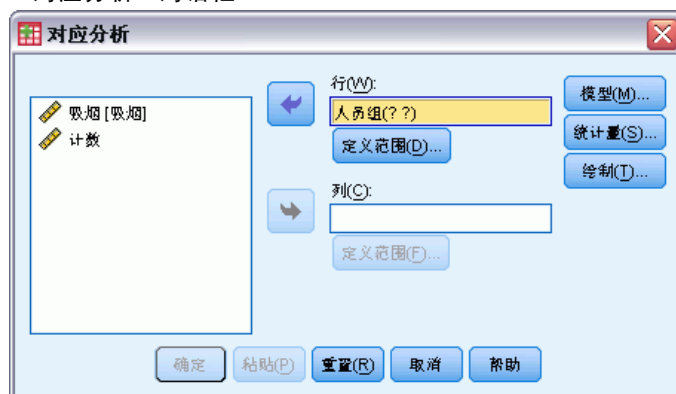 对应分析
行(W):
吸烟 [吸烟]
人员组(? ?)
模型(M)...
计数
定义范围(D)...
统计量(S)...
绘制(T)...
列(C):
定义范围(F)...
确定 粘贴(P) 重置(R) 取消 帮助